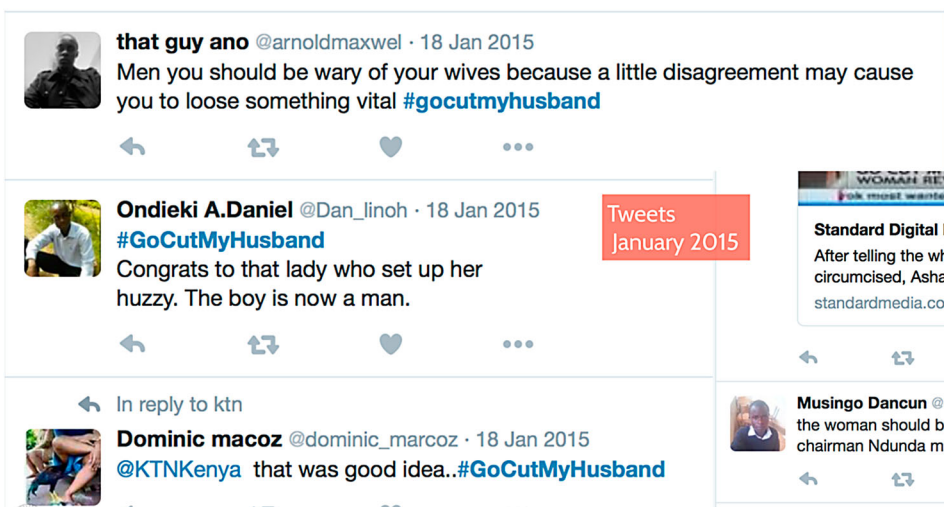 that guy ano @arnoldmaxwel · 18 Jan 2015
Men you should be wary of your wives because a little disagreement may cause
you to loose something vital #gocutmyhusband
Ondieki A.Daniel @Dan_linoh · 18 Jan 2015
#GoCutMyHusband
Congrats to that lady who set up her
huzzy. The boy is now a man.
In reply to ktn
Dominic macoz @dominic_marcoz · 18 Jan 2015
@KTNKenya that was good idea..#GoCutMyHusband
Tweets
January 2015
WOMAN RE
most wante
Standard Digital
After telling the wh
circumcised, Asha
standardmedia.co
Musingo Dancun @
the woman should b
chairman Ndunda m